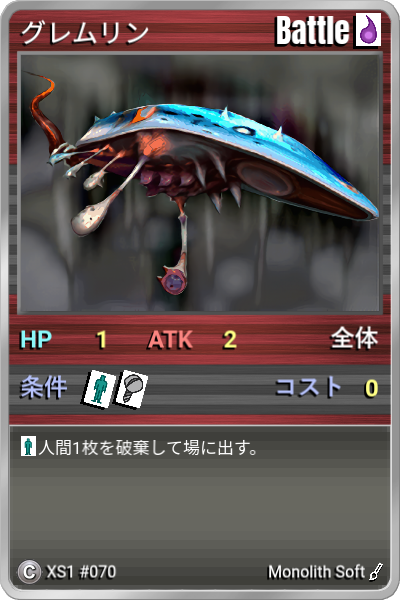 グレムリン Battle
HP 1 ATK 2 全体
条件 コスト 0
人間1枚を破棄して場に出す。
C XS1 #070 Monolith Soft